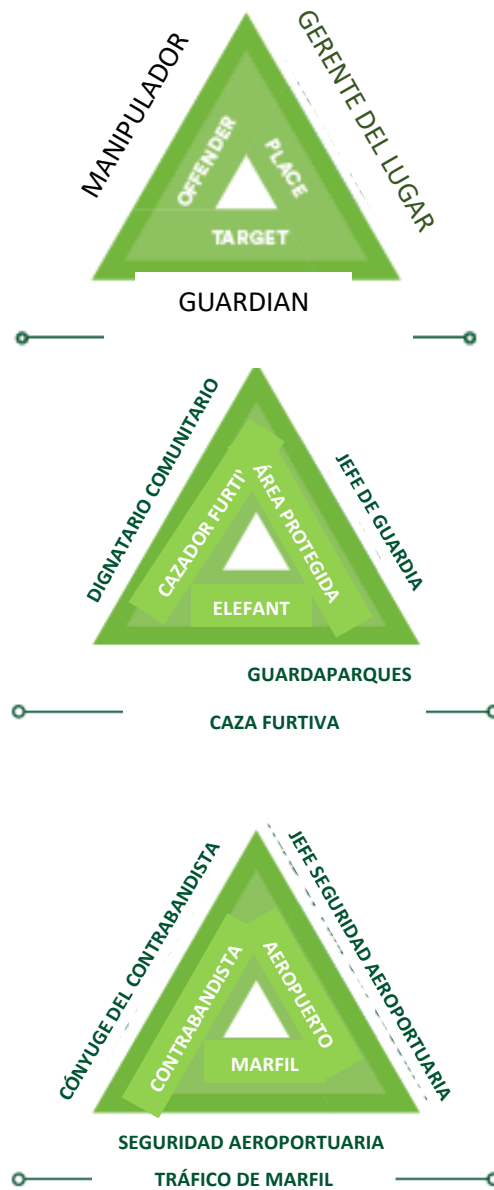 MANIPULADOR
GERENTE DEL LUGAR
OFFENDER
PLACE
TARGET
GUARDIAN
DIGNATARIO COMUNITARIO
JEFE DE GUARDIA
CAZADOR FURTI
ÁREA PROTEGIDA
ELEFANT
GUARDAPARQUES
CAZA FURTIVA
CÓNYUGE DEL CONTRABANDISTA
JEFE SEGURIDAD AEROPORTUARIA
CONTRABANDISTA
AEROPUERTO
MARFIL
SEGURIDAD AEROPORTUARIA
TRÁFICO DE MARFIL